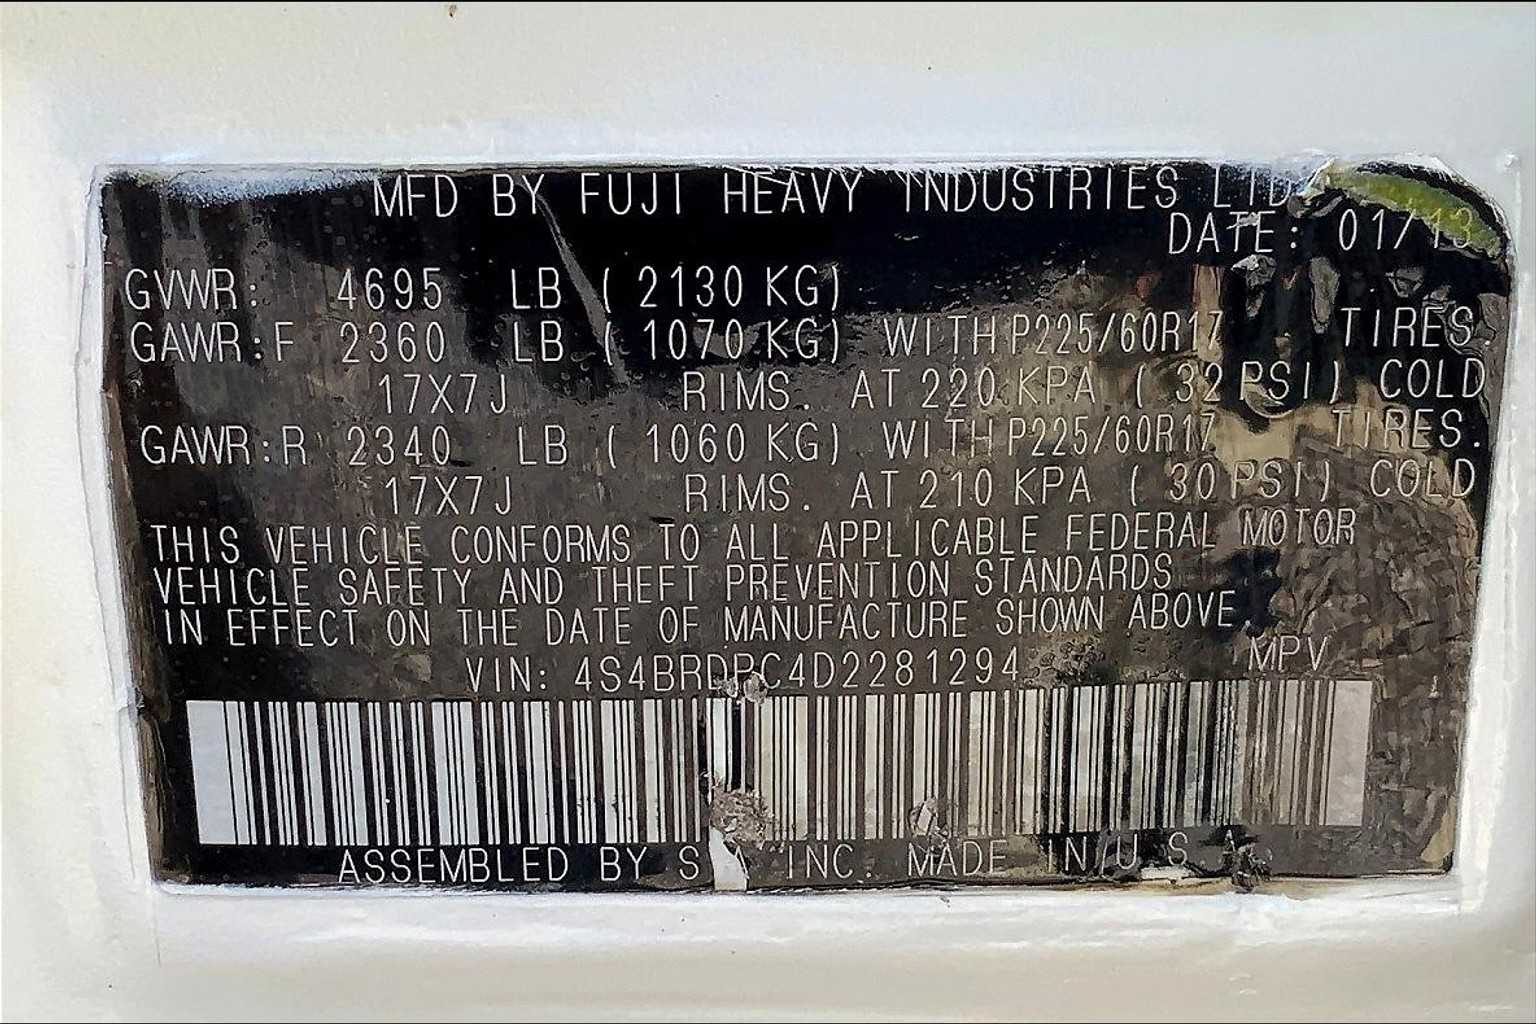 MFD BY FUJI HEAVY INDUSTRIES LTD.
DATE: 01/13
GVWR: 4695 LB ( 2130 KG)
GAWR:F 2360 LB ( 1070 KG) WITH P225/60R17 TIRES.
17X7J RIMS. AT 220 KPA ( 32 PSI) COLD
GAWR:R 2340 LB ( 1060 KG) WITH P225/60R17 TIRES.
17X7J RIMS. AT 210 KPA ( 30 PSI) COLD
THIS VEHICLE CONFORMS TO ALL APPLICABLE FEDERAL MOTOR
VEHICLE SAFETY AND THEFT PREVENTION STANDARDS
IN EFFECT ON THE DATE OF MANUFACTURE SHOWN ABOVE.
VIN: 4S4BRDPC4D2281294 MPV
ASSEMBLED BY INC. MADE IN U.S.A.